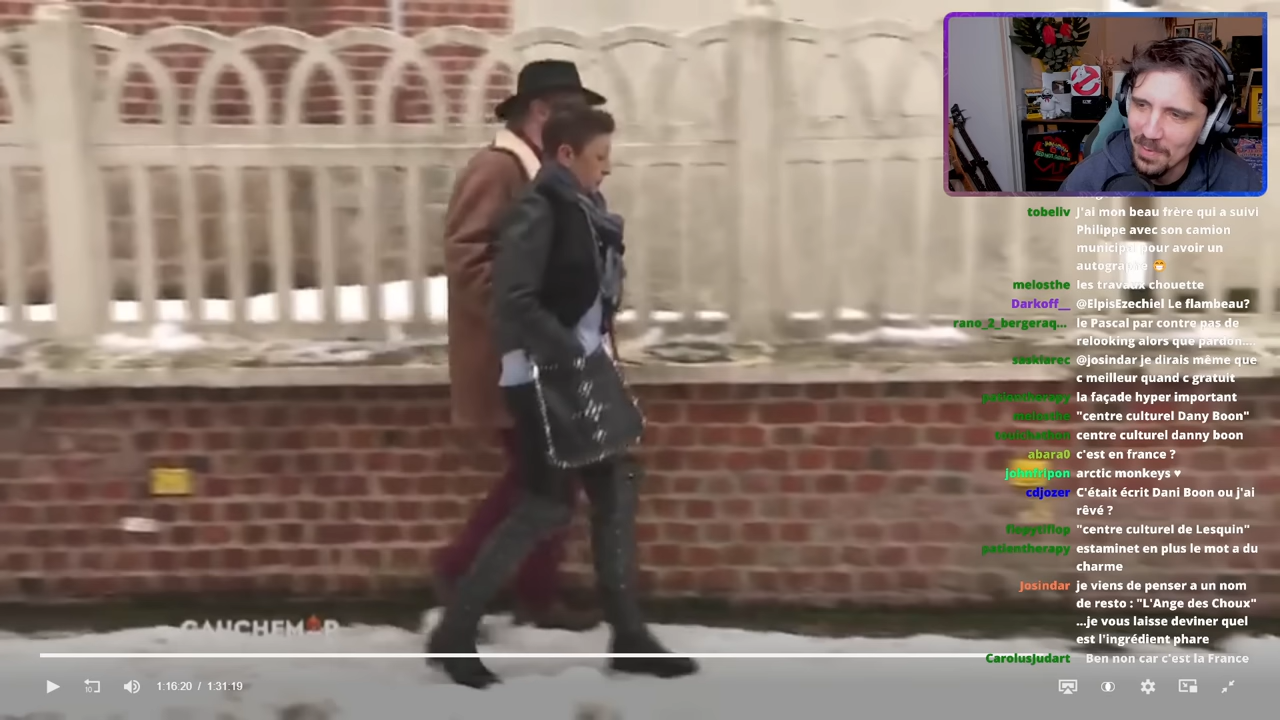 tobeliv J'ai mon beau frère qui a suivi
Philippe avec son camion
municipal pour avoir un
autographe 😁
melosthe les travaux chouette
Darkoff__ @ElpisEzechiel Le flambeau?
rano_2_bergeraq... le Pascal par contre pas de
relooking alors que pardon....
saskiarec @josindar je dirais même que
c meilleur quand c gratuit
patientherapy la façade hyper important
melosthe "centre culturel Dany Boon"
centre culturel danny boon
abara0 c'est en france ?
johnfripon arctic monkeys ♥
cdjozer C'était écrit Dani Boon ou j'ai
rêvé ?
"centre culturel de Lesquin"
patientherapy estaminet en plus le mot a du
charme
Josindar je viens de penser a un nom
de resto : "L'Ange des Choux"
...je vous laisse deviner quel
est l'ingrédient phare
CarolusJudart Ben non car c'est la France
CAUCHEMAR
10
1:16:20 / 1:31:19